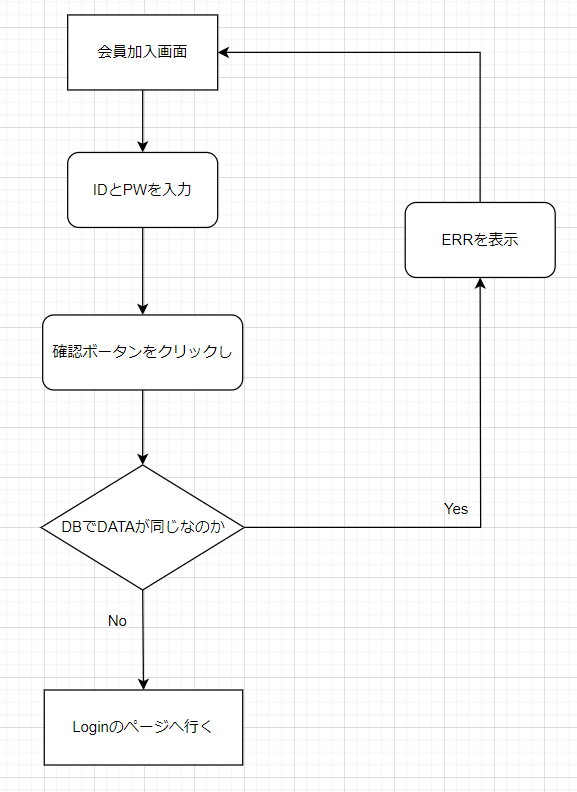 会員加入画面
IDとPWを入力
ERRを表示
確認ボータンをクリックし
DBでDATAが同じなのか
Yes
No
Loginのページへ行く